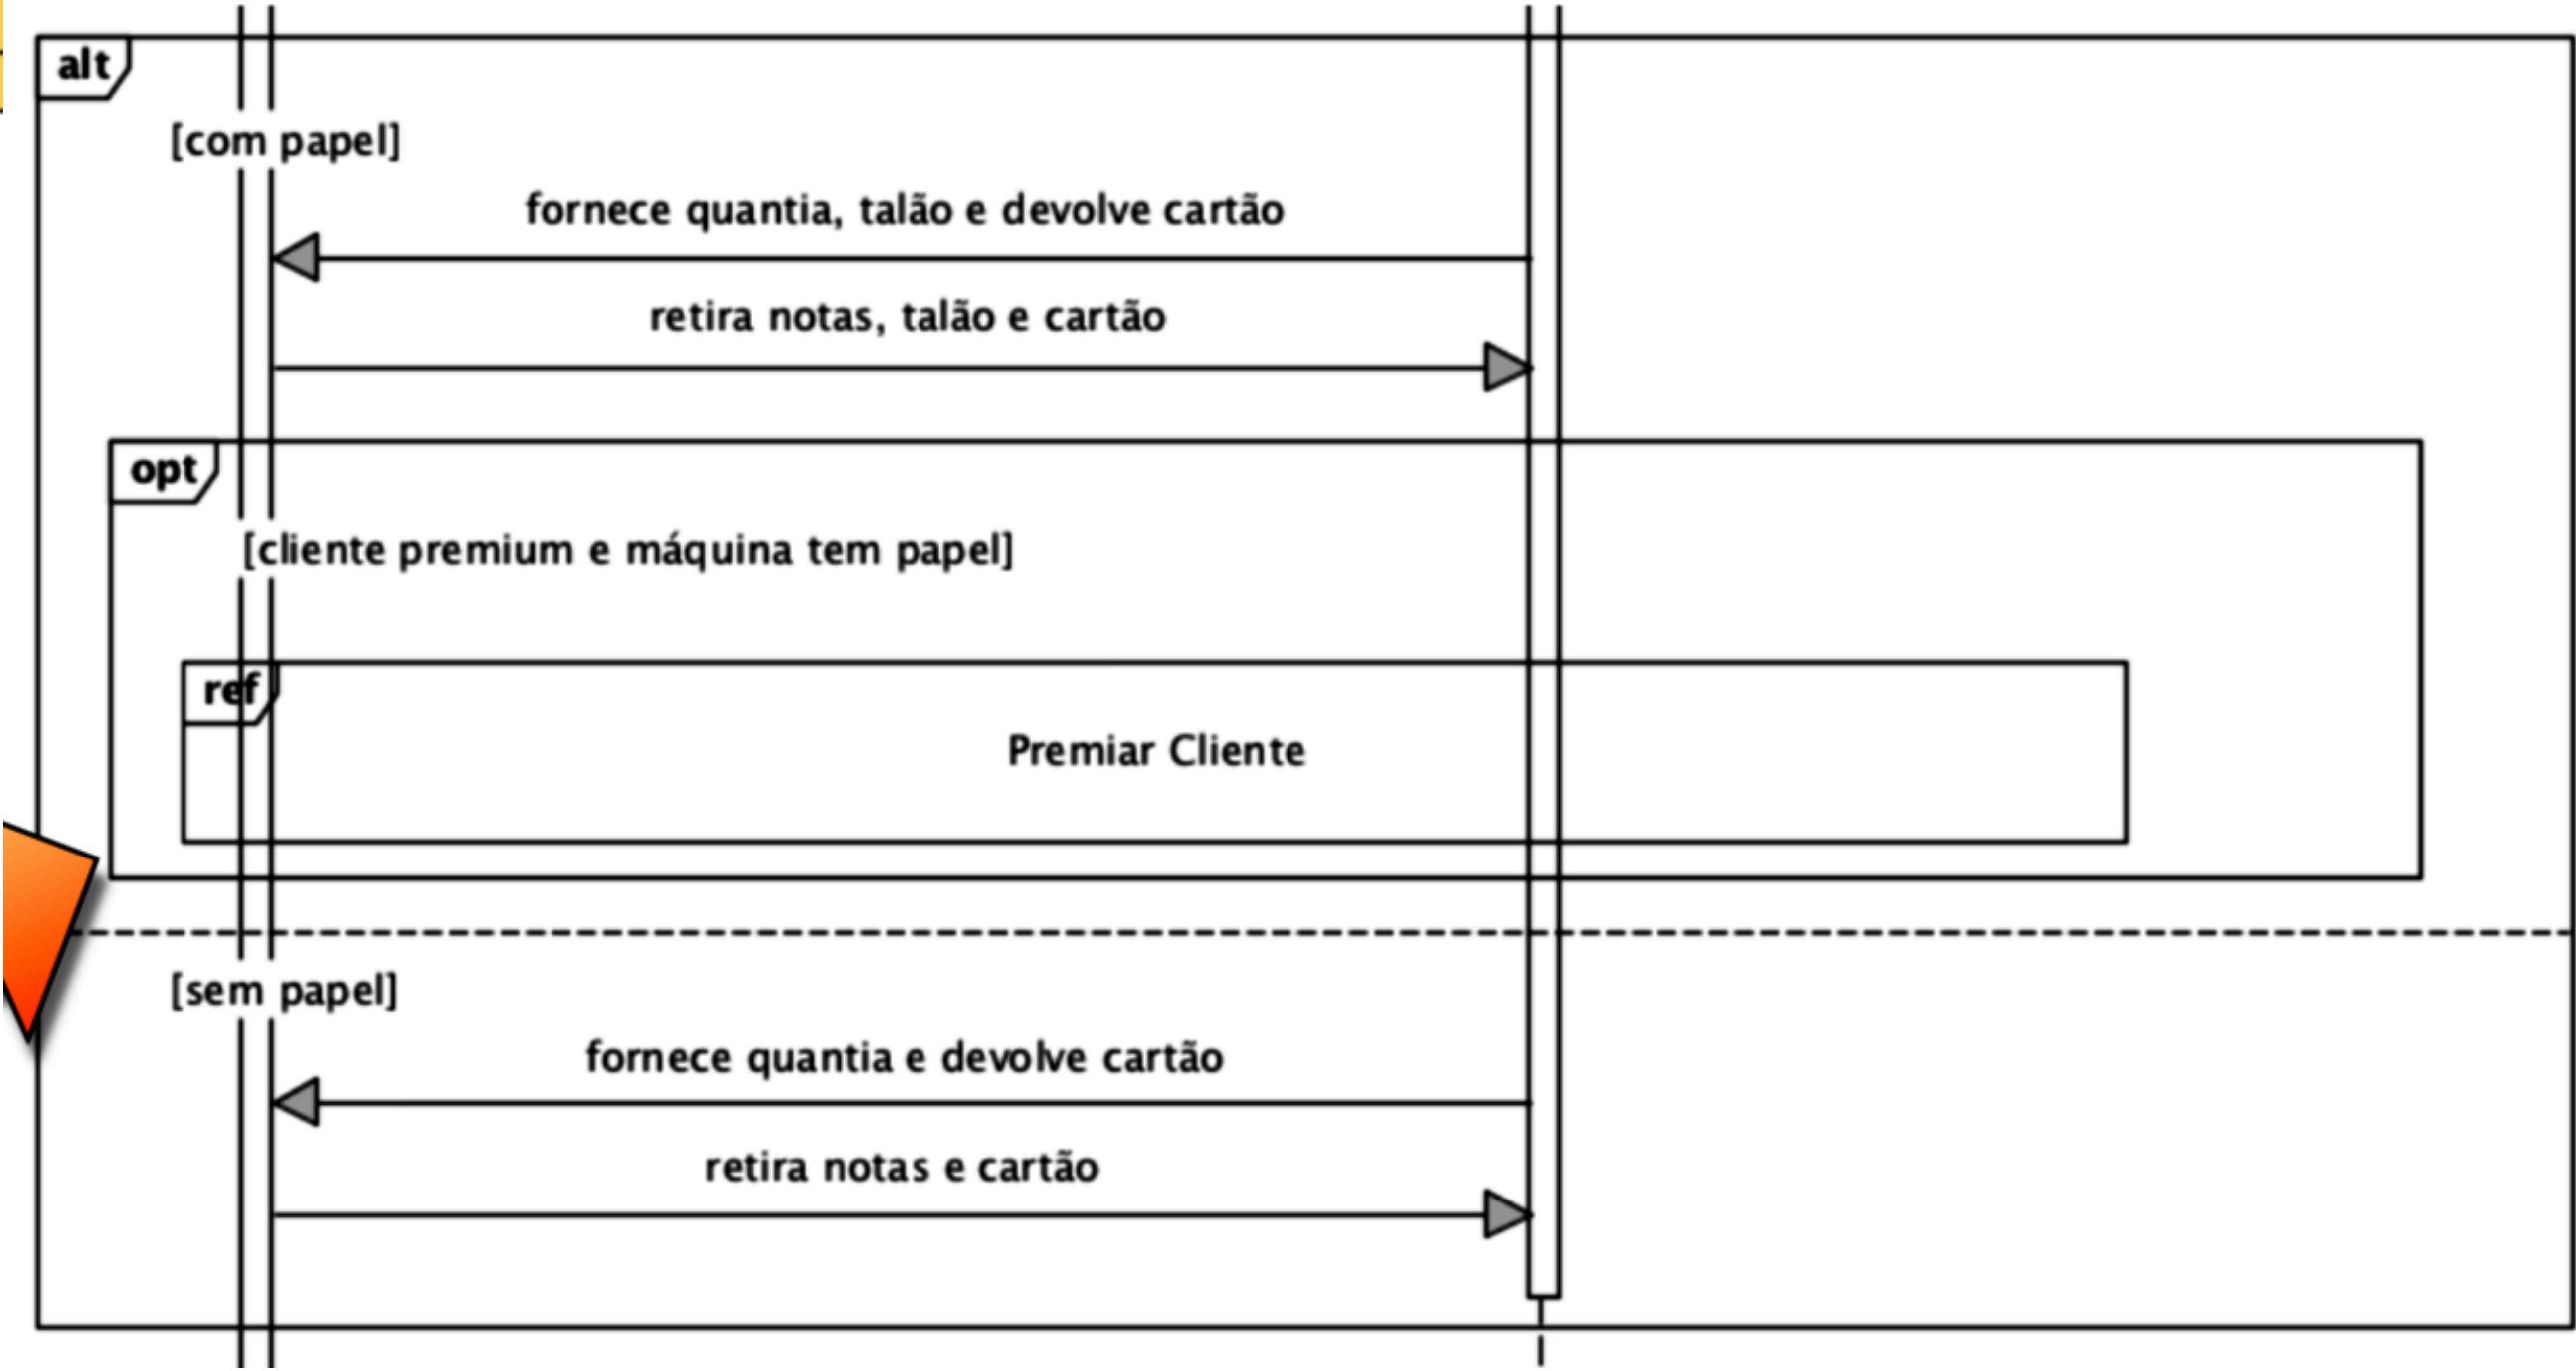 alt
[com papel]
fornece quantia, talão e devolve cartão
retira notas, talão e cartão
opt
[cliente premium e máquina tem papel]
ref
Premiar Cliente
[sem papel]
fornece quantia e devolve cartão
retira notas e cartão